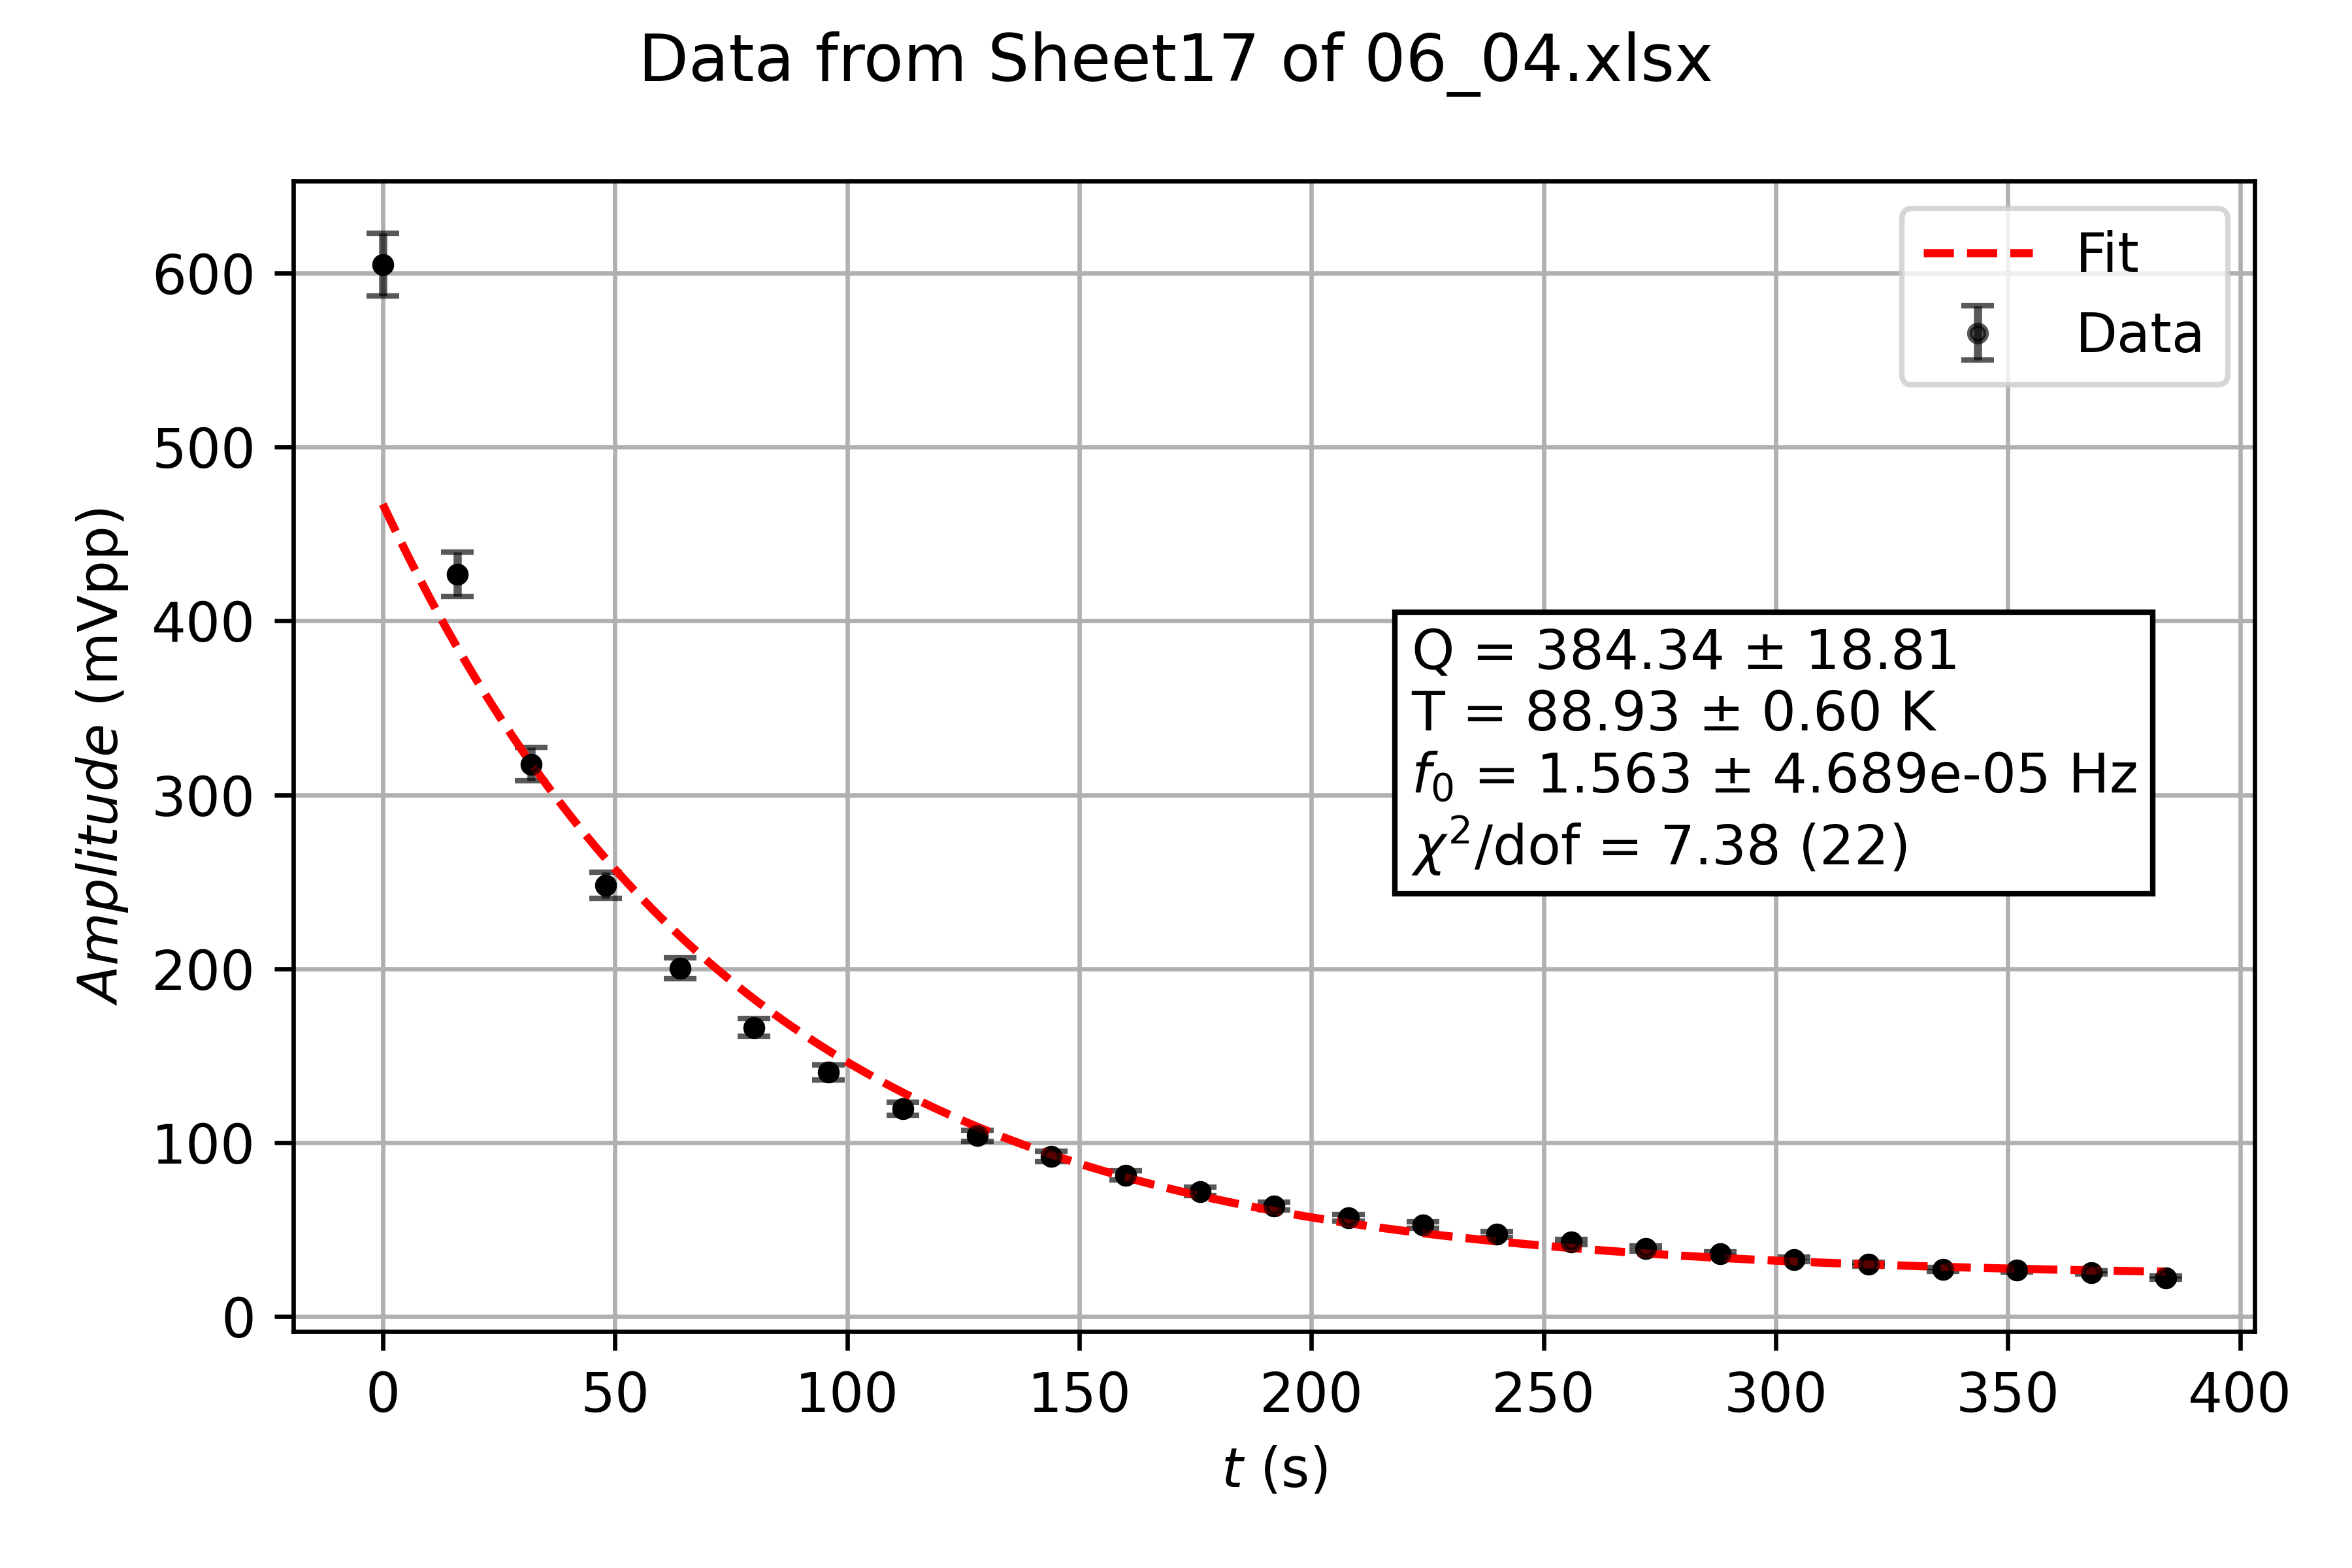 Data from Sheet17 of 06_04.xlsx
Fit
Data
Q = 384.34 ± 18.81
T = 88.93 ± 0.60 K
f₀ = 1.563 ± 4.689e-05 Hz
χ²/dof = 7.38 (22)
Amplitude (mVpp)
600
500
400
300
200
100
0
0 50 100 150 200 250 300 350 400
t (s)